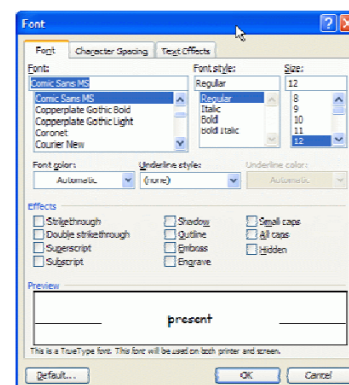 Font
Font Character Spacing Text Effects
Font: Font style: Size:
Comic Sans MS Regular 12
Comic Sans MS Regular 8
Copperplate Gothic Bold Italic 9
Copperplate Gothic Light Bold 10
Coronet Bold Italic 11
Courier New 12
Font color: Underline style: Underline color:
Automatic (none) Automatic
Effects
Strikethrough Shadow Small caps
Double strikethrough Outline All caps
Superscript Emboss Hidden
Subscript Engrave
Preview
present
This is a TrueType font. This font will be used on both printer and screen.
Default... OK Cancel